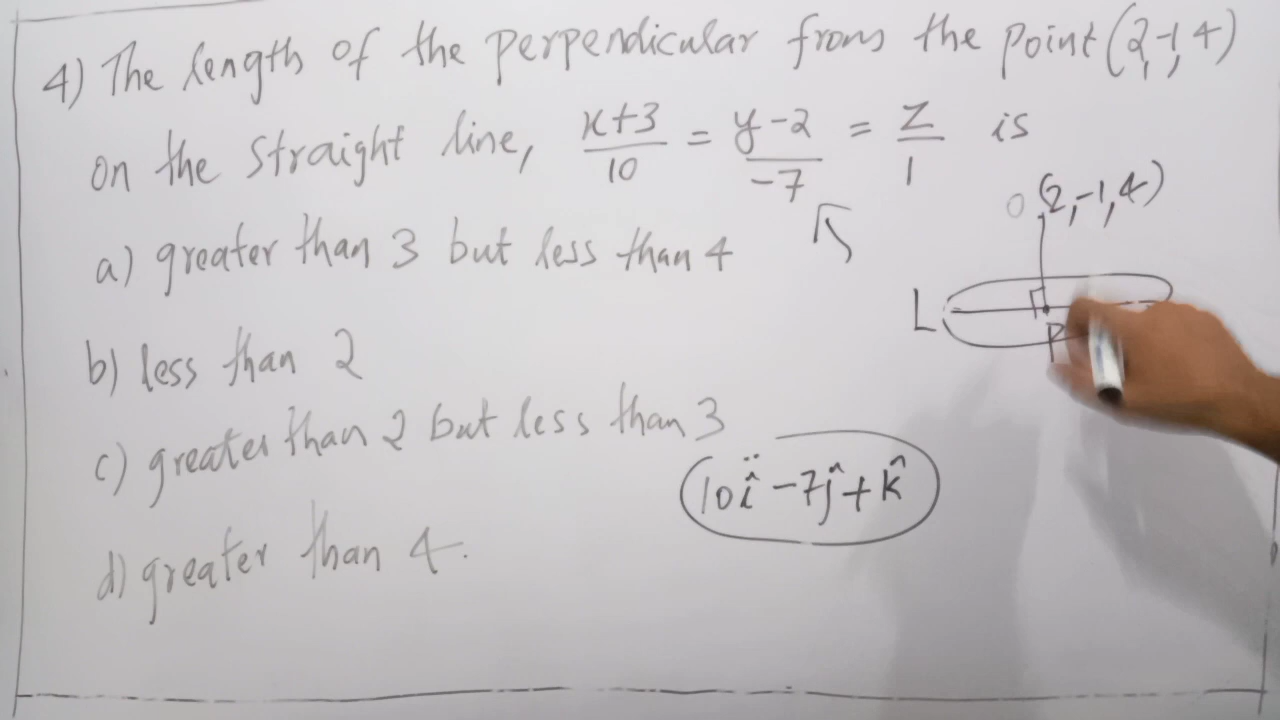 4) The length of the perpendicular from the point (2,-1,4)
on the straight line, x+3/10 = y-2/-7 = z/1 is
O (2,-1,4)
a) greater than 3 but less than 4
L
P
b) less than 2
c) greater than 2 but less than 3
10î -7ĵ + k̂
d) greater than 4.